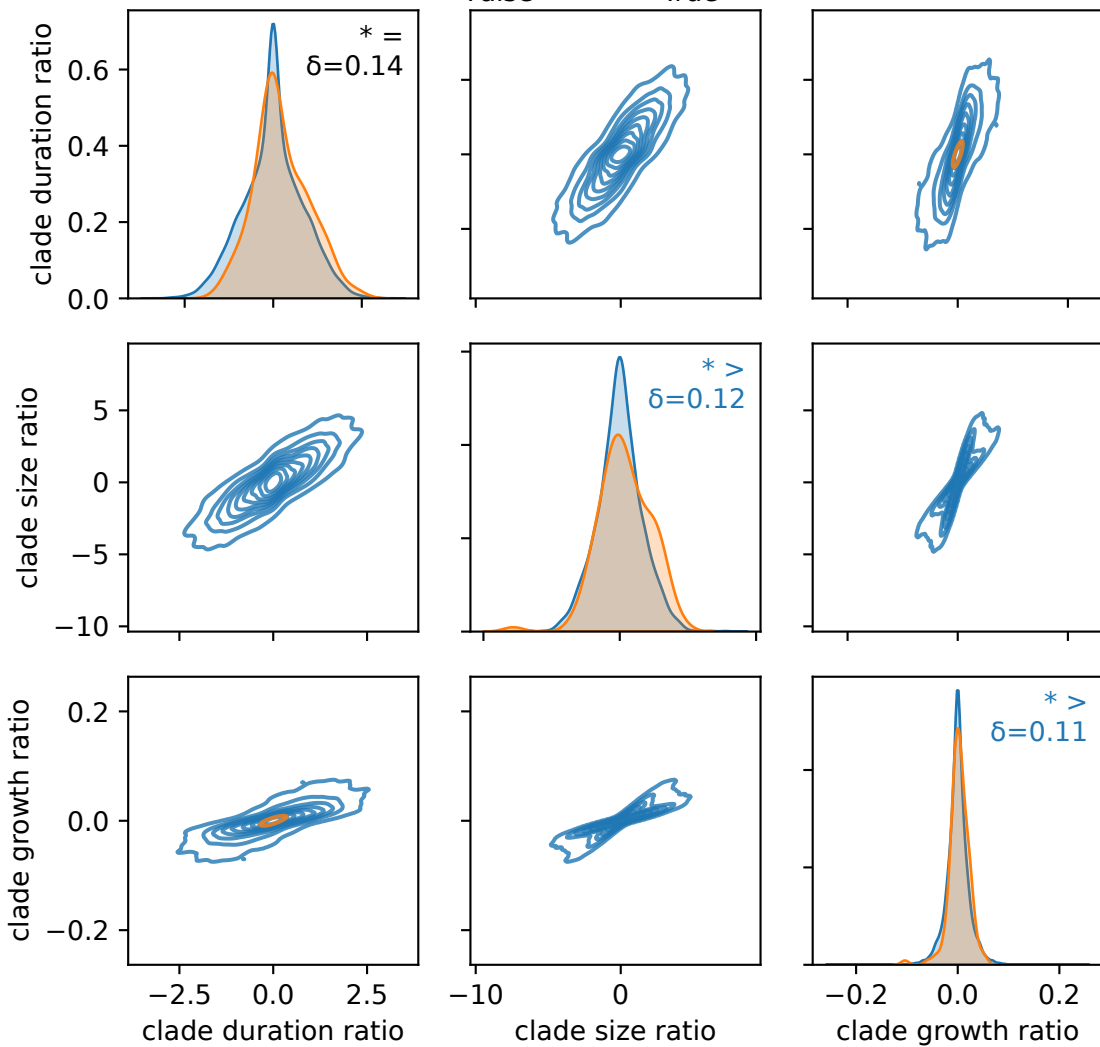 * =
δ=0.14
clade duration ratio
0.6
0.4
0.2
0.0
* >
δ=0.12
clade size ratio
5
0
−5
−10
* >
δ=0.11
clade growth ratio
0.2
0.0
−0.2
−2.5 0.0 2.5 −10 0 −0.2 0.0 0.2
clade duration ratio clade size ratio clade growth ratio